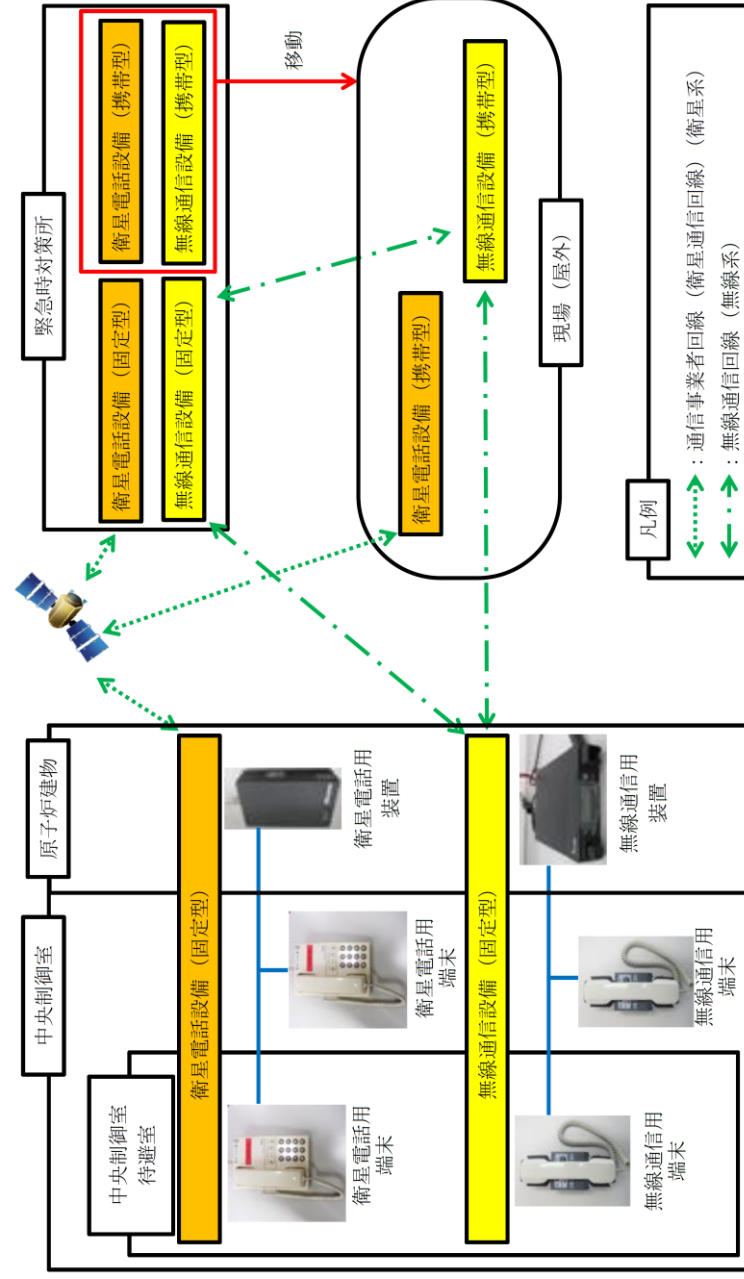 中央制御室
原子炉建物
中央制御室
待避室
衛星電話設備（固定型）
衛星電話用
端末
衛星電話用
端末
衛星電話用
装置
無線通信設備（固定型）
無線通信用
端末
無線通信用
端末
無線通信用
装置
緊急時対策所
衛星電話設備（固定型）
衛星電話設備（携帯型）
無線通信設備（固定型）
無線通信設備（携帯型）
移動
衛星電話設備（携帯型）
無線通信設備（携帯型）
現場（屋外）
凡例
：通信事業者回線（衛星通信回線）（衛星系）
：無線通信回線（無線系）